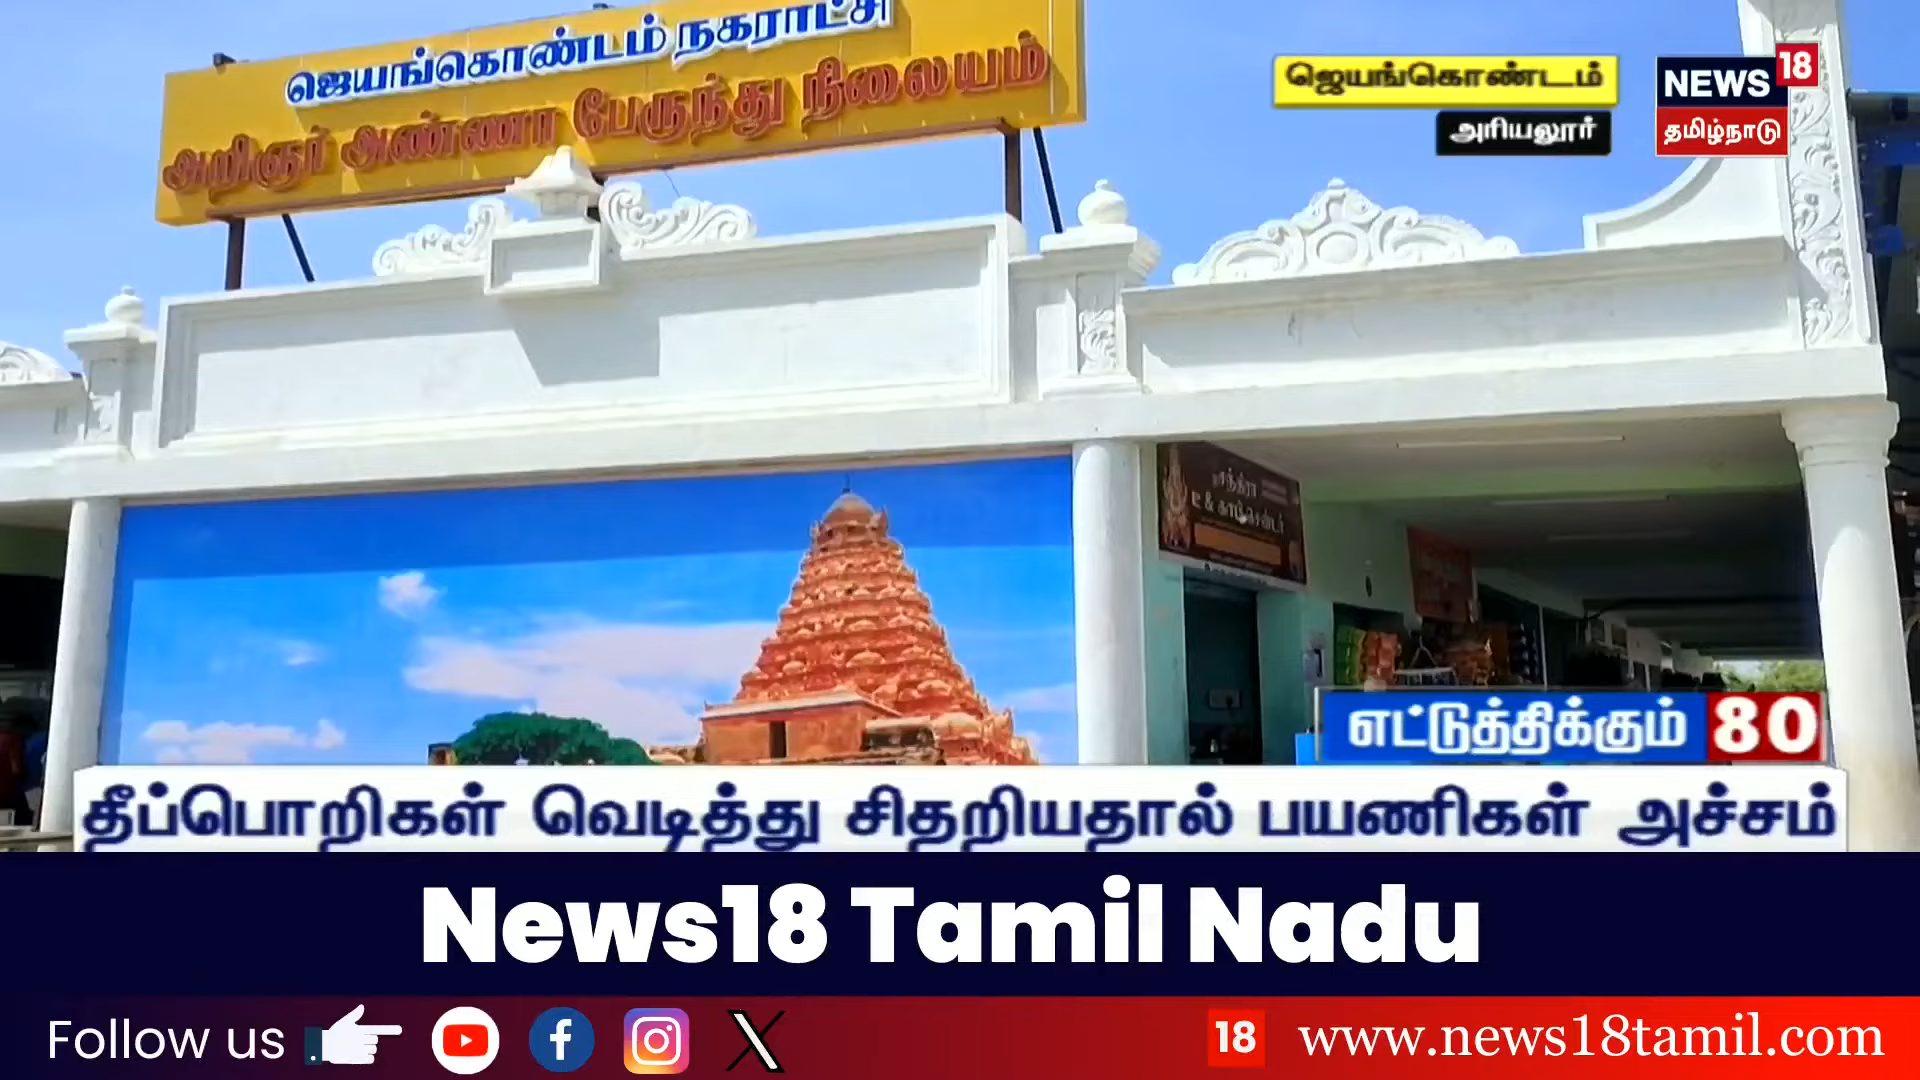 ஜெயங்கொண்டம் நகராட்சி
அறிஞர் அண்ணா பேருந்து நிலையம்
ஜெயங்கொண்டம்
அரியலூர்
NEWS 18
தமிழ்நாடு
டீ & காபி சென்டர்
எட்டுத்திக்கும் 80
தீப்பொறிகள் வெடித்து சிதறியதால் பயணிகள் அச்சம்
News18 Tamil Nadu
Follow us
18 www.news18tamil.com